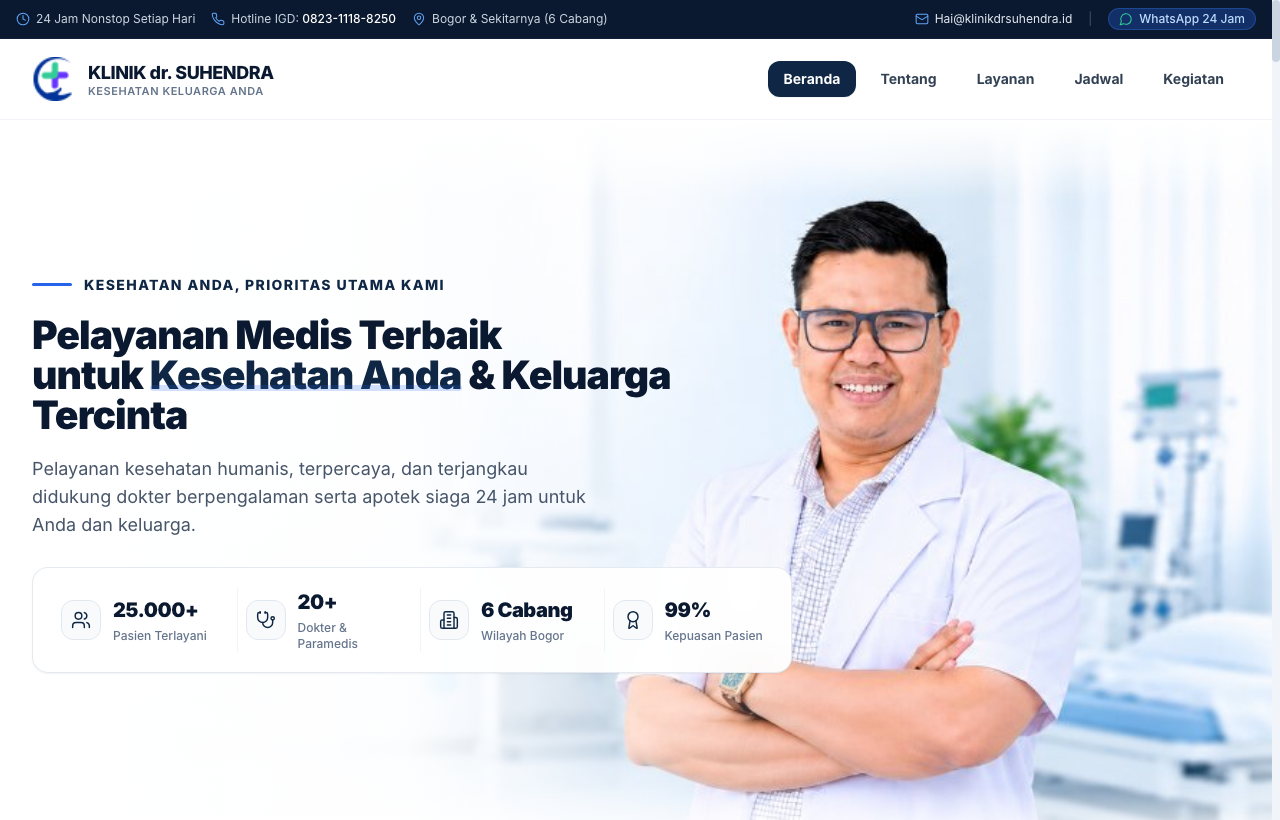 24 Jam Nonstop Setiap Hari
Hotline IGD: 0823-1118-8250
Bogor & Sekitarnya (6 Cabang)
Hai@klinikdrsuhendra.id
WhatsApp 24 Jam
KLINIK dr. SUHENDRA
KESEHATAN KELUARGA ANDA
Beranda
Tentang
Layanan
Jadwal
Kegiatan
KESEHATAN ANDA, PRIORITAS UTAMA KAMI
Pelayanan Medis Terbaik
untuk Kesehatan Anda & Keluarga
Tercinta
Pelayanan kesehatan humanis, terpercaya, dan terjangkau
didukung dokter berpengalaman serta apotek siaga 24 jam untuk
Anda dan keluarga.
25.000+
Pasien Terlayani
20+
Dokter &
Paramedis
6 Cabang
Wilayah Bogor
99%
Kepuasan Pasien